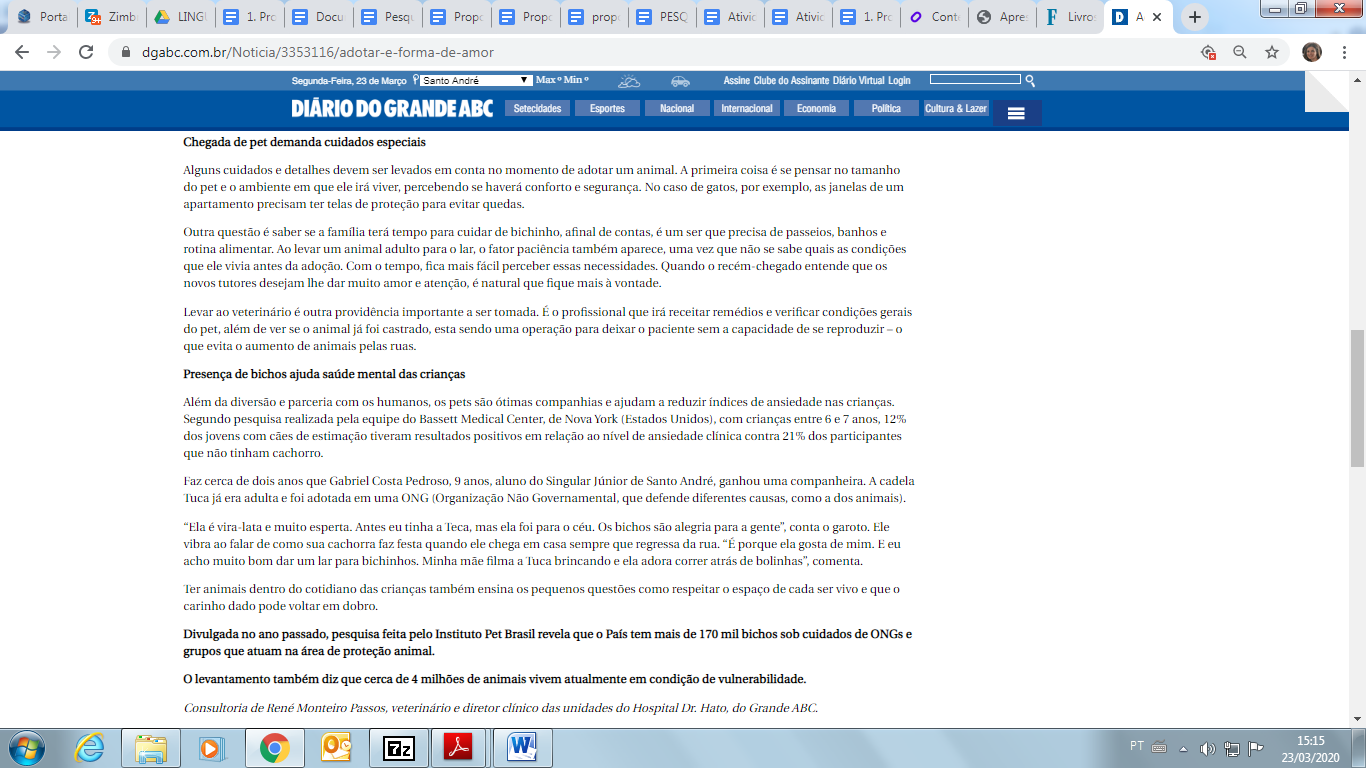 Porta
Zimb
LINGU
1. Pro
Docu
Pesqu
Propo
Propo
propo
PESQ
Ativid
Ativid
1. Pro
Conte
Apres
Livros
A
dgabc.com.br/Noticia/3353116/adotar-e-forma-de-amor
Segunda-Feira, 23 de Março
Santo André
Max º Min º
Assine Clube do Assinante Diário Virtual Login
DIÁRIO DO GRANDE ABC
Setecidades
Esportes
Nacional
Internacional
Economia
Política
Cultura & Lazer
Chegada de pet demanda cuidados especiais
Alguns cuidados e detalhes devem ser levados em conta no momento de adotar um animal. A primeira coisa é se pensar no tamanho
do pet e o ambiente em que ele irá viver, percebendo se haverá conforto e segurança. No caso de gatos, por exemplo, as janelas de um
apartamento precisam ter telas de proteção para evitar quedas.
Outra questão é saber se a família terá tempo para cuidar de bichinho, afinal de contas, é um ser que precisa de passeios, banhos e
rotina alimentar. Ao levar um animal adulto para o lar, o fator paciência também aparece, uma vez que não se sabe quais as condições
que ele vivia antes da adoção. Com o tempo, fica mais fácil perceber essas necessidades. Quando o recém-chegado entende que os
novos tutores desejam lhe dar muito amor e atenção, é natural que fique mais à vontade.
Levar ao veterinário é outra providência importante a ser tomada. É o profissional que irá receitar remédios e verificar condições gerais
do pet, além de ver se o animal já foi castrado, esta sendo uma operação para deixar o paciente sem a capacidade de se reproduzir – o
que evita o aumento de animais pelas ruas.
Presença de bichos ajuda saúde mental das crianças
Além da diversão e parceria com os humanos, os pets são ótimas companhias e ajudam a reduzir índices de ansiedade nas crianças.
Segundo pesquisa realizada pela equipe do Bassett Medical Center, de Nova York (Estados Unidos), com crianças entre 6 e 7 anos, 12%
dos jovens com cães de estimação tiveram resultados positivos em relação ao nível de ansiedade clínica contra 21% dos participantes
que não tinham cachorro.
Faz cerca de dois anos que Gabriel Costa Pedroso, 9 anos, aluno do Singular Júnior de Santo André, ganhou uma companheira. A cadela
Tuca já era adulta e foi adotada em uma ONG (Organização Não Governamental, que defende diferentes causas, como a dos animais).
“Ela é vira-lata e muito esperta. Antes eu tinha a Teca, mas ela foi para o céu. Os bichos são alegria para a gente”, conta o garoto. Ele
vibra ao falar de como sua cachorra faz festa quando ele chega em casa sempre que regressa da rua. “É porque ela gosta de mim. E eu
acho muito bom dar um lar para bichinhos. Minha mãe filma a Tuca brincando e ela adora correr atrás de bolinhas”, comenta.
Ter animais dentro do cotidiano das crianças também ensina os pequenos questões como respeitar o espaço de cada ser vivo e que o
carinho dado pode voltar em dobro.
Divulgada no ano passado, pesquisa feita pelo Instituto Pet Brasil revela que o País tem mais de 170 mil bichos sob cuidados de ONGs e
grupos que atuam na área de proteção animal.
O levantamento também diz que cerca de 4 milhões de animais vivem atualmente em condição de vulnerabilidade.
Consultoria de René Monteiro Passos, veterinário e diretor clínico das unidades do Hospital Dr. Hato, do Grande ABC.
PT
15:15
23/03/2020